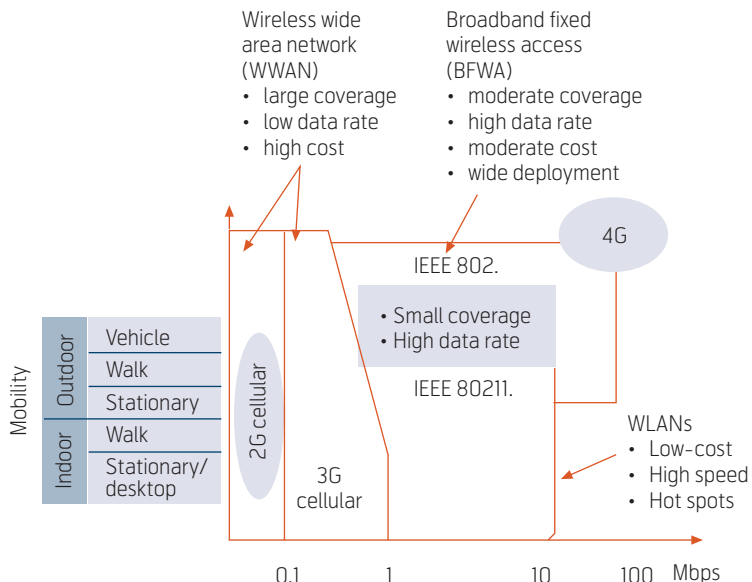 Wireless wide
area network
(WWAN)
• large coverage
• low data rate
• high cost
Broadband fixed
wireless access
(BFWA)
• moderate coverage
• high data rate
• moderate cost
• wide deployment
4G
IEEE 802.
• Small coverage
• High data rate
IEEE 80211.
Mobility
Outdoor
Vehicle
Walk
Stationary
Indoor
Walk
Stationary/
desktop
2G cellular
3G
cellular
WLANs
• Low-cost
• High speed
• Hot spots
0.1
1
10
100
Mbps